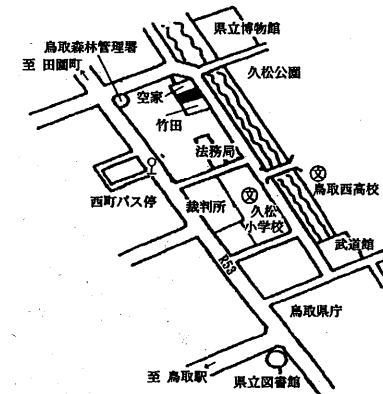 県立博物館
鳥取森林管理署
至 田園町
久松公園
空家
竹田
法務局
文
鳥取西高校
西町バス停
裁判所
文
久松
小学校
武道館
R53
鳥取県庁
至 鳥取駅
県立図書館